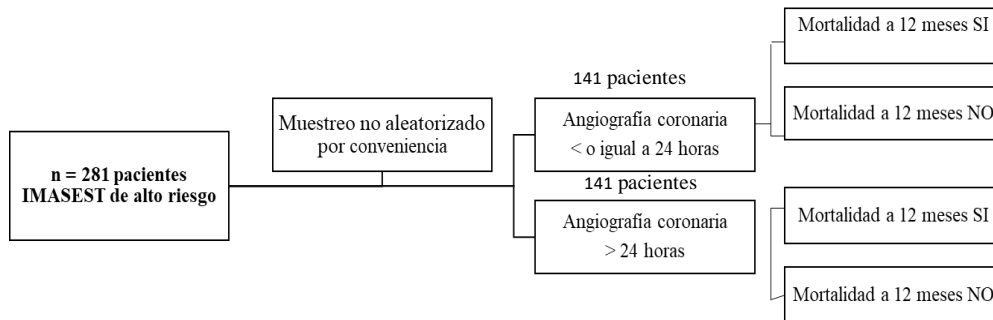 n = 281 pacientes
IMASEST de alto riesgo
Muestreo no aleatorizado
por conveniencia
141 pacientes
Angiografía coronaria
< o igual a 24 horas
141 pacientes
Angiografía coronaria
> 24 horas
Mortalidad a 12 meses SI
Mortalidad a 12 meses NO
Mortalidad a 12 meses SI
Mortalidad a 12 meses NO